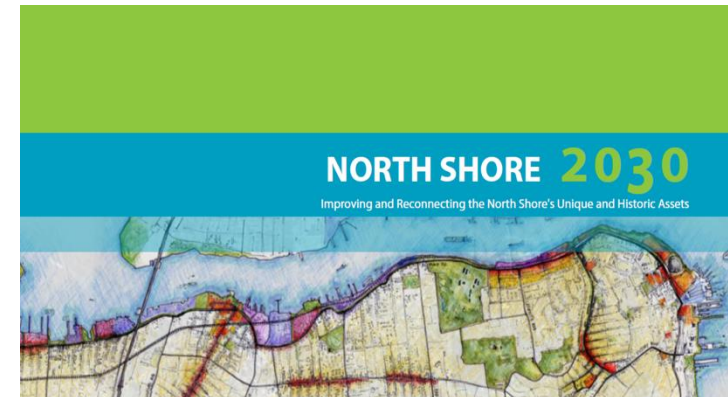 NORTH SHORE 2030
Improving and Reconnecting the North Shore's Unique and Historic Assets